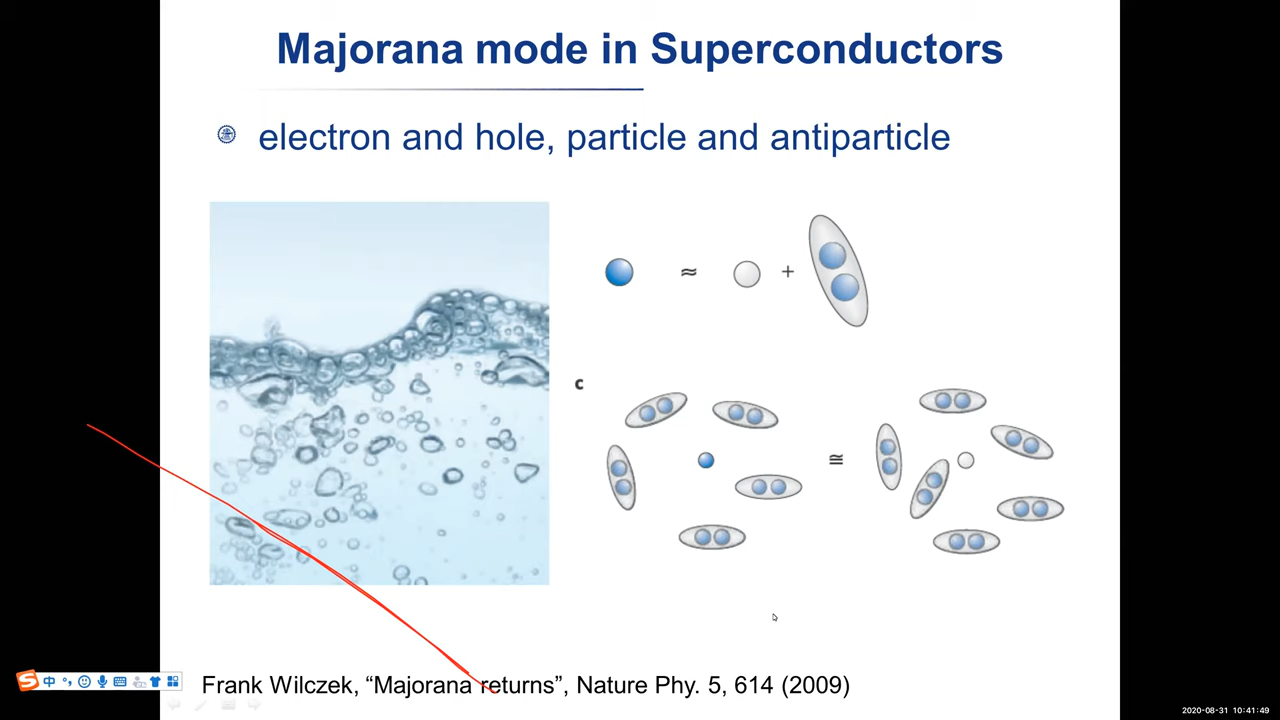 Majorana mode in Superconductors
electron and hole, particle and antiparticle
≈ +
c
≅
Frank Wilczek, “Majorana returns”, Nature Phy. 5, 614 (2009)
S 中
2020-08-31 10:41:49